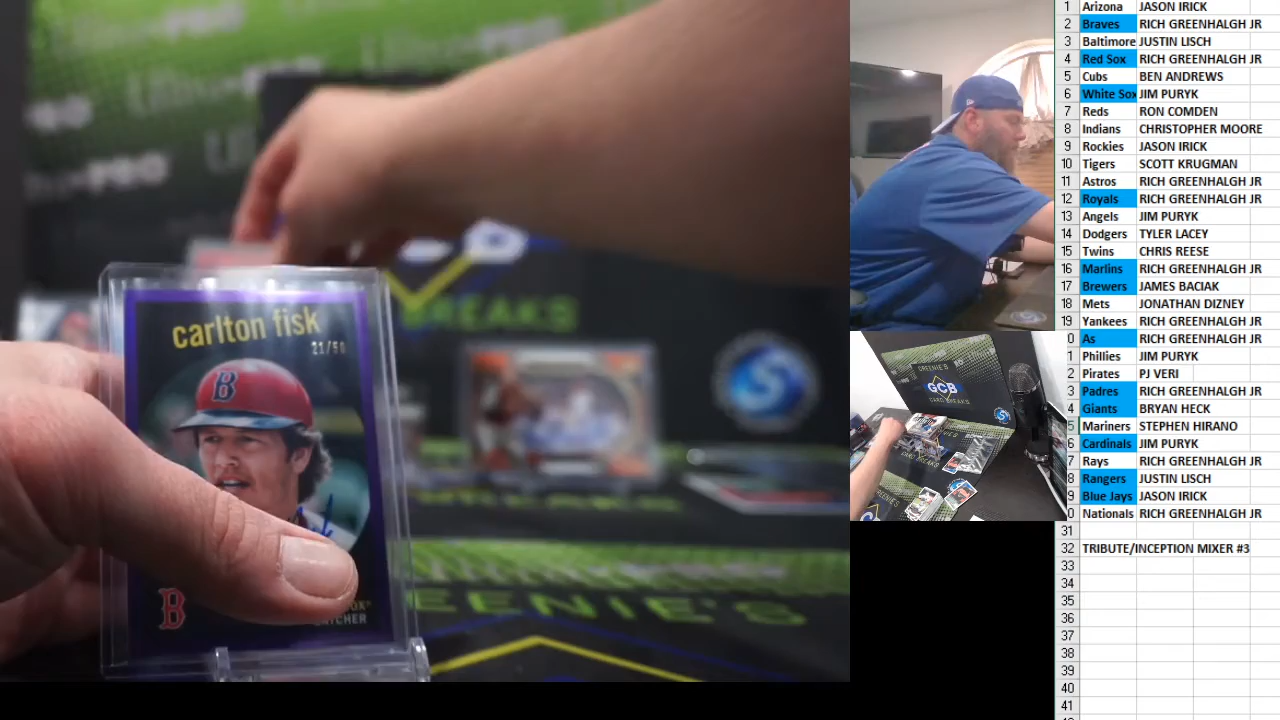 carlton fisk
21/50
B
B
CATCHER
PRO
BREAKS
GREENIE'S
GCB
CARD BREAKS
S
EENIE'S
1 Arizona JASON IRICK
2 Braves RICH GREENHALGH JR
3 Baltimore JUSTIN LISCH
4 Red Sox RICH GREENHALGH JR
5 Cubs BEN ANDREWS
6 White Sox JIM PURYK
7 Reds RON COMDEN
8 Indians CHRISTOPHER MOORE
9 Rockies JASON IRICK
10 Tigers SCOTT KRUGMAN
11 Astros RICH GREENHALGH JR
12 Royals RICH GREENHALGH JR
13 Angels JIM PURYK
14 Dodgers TYLER LACEY
15 Twins CHRIS REESE
16 Marlins RICH GREENHALGH JR
17 Brewers JAMES BACIAK
18 Mets JONATHAN DIZNEY
19 Yankees RICH GREENHALGH JR
0 As RICH GREENHALGH JR
1 Phillies JIM PURYK
2 Pirates PJ VERI
3 Padres RICH GREENHALGH JR
4 Giants BRYAN HECK
5 Mariners STEPHEN HIRANO
6 Cardinals JIM PURYK
7 Rays RICH GREENHALGH JR
8 Rangers JUSTIN LISCH
9 Blue Jays JASON IRICK
0 Nationals RICH GREENHALGH JR
31
32 TRIBUTE/INCEPTION MIXER #3
33
34
35
36
37
38
39
40
41